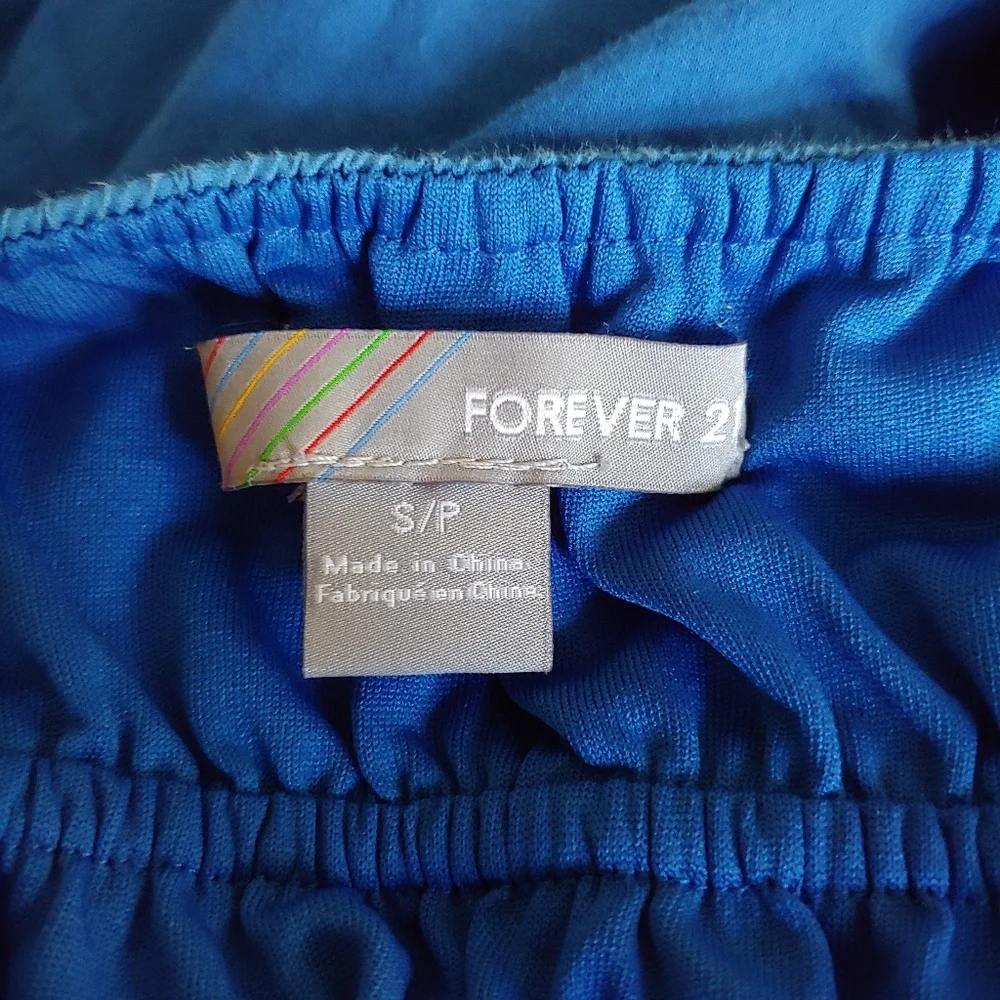 FOREVER 21
S/P
Made in China
Fabriqué en Chine